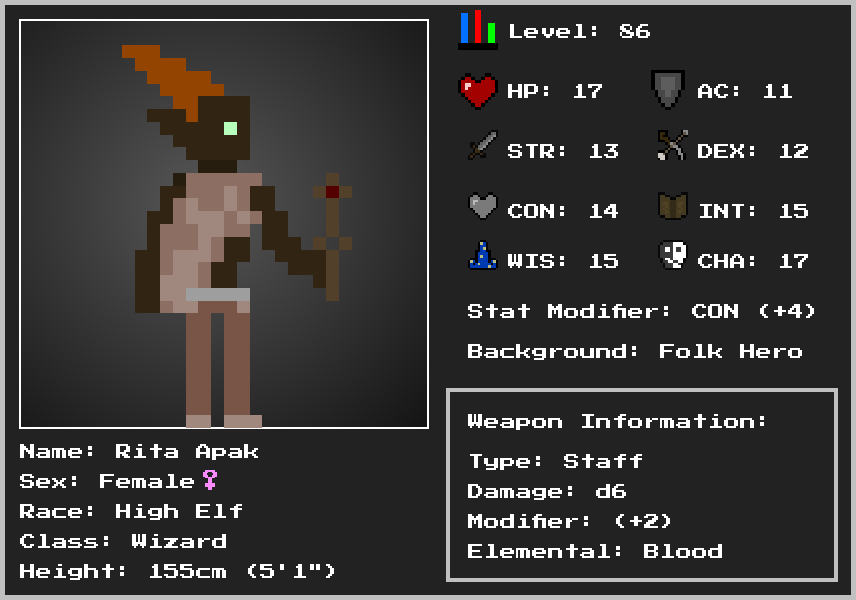 Level: 86
HP: 17 AC: 11
STR: 13 DEX: 12
CON: 14 INT: 15
WIS: 15 CHA: 17
Stat Modifier: CON (+4)
Background: Folk Hero
Weapon Information:
Type: Staff
Damage: d6
Modifier: (+2)
Elemental: Blood
Name: Rita Apak
Sex: Female♀
Race: High Elf
Class: Wizard
Height: 155cm (5'1")